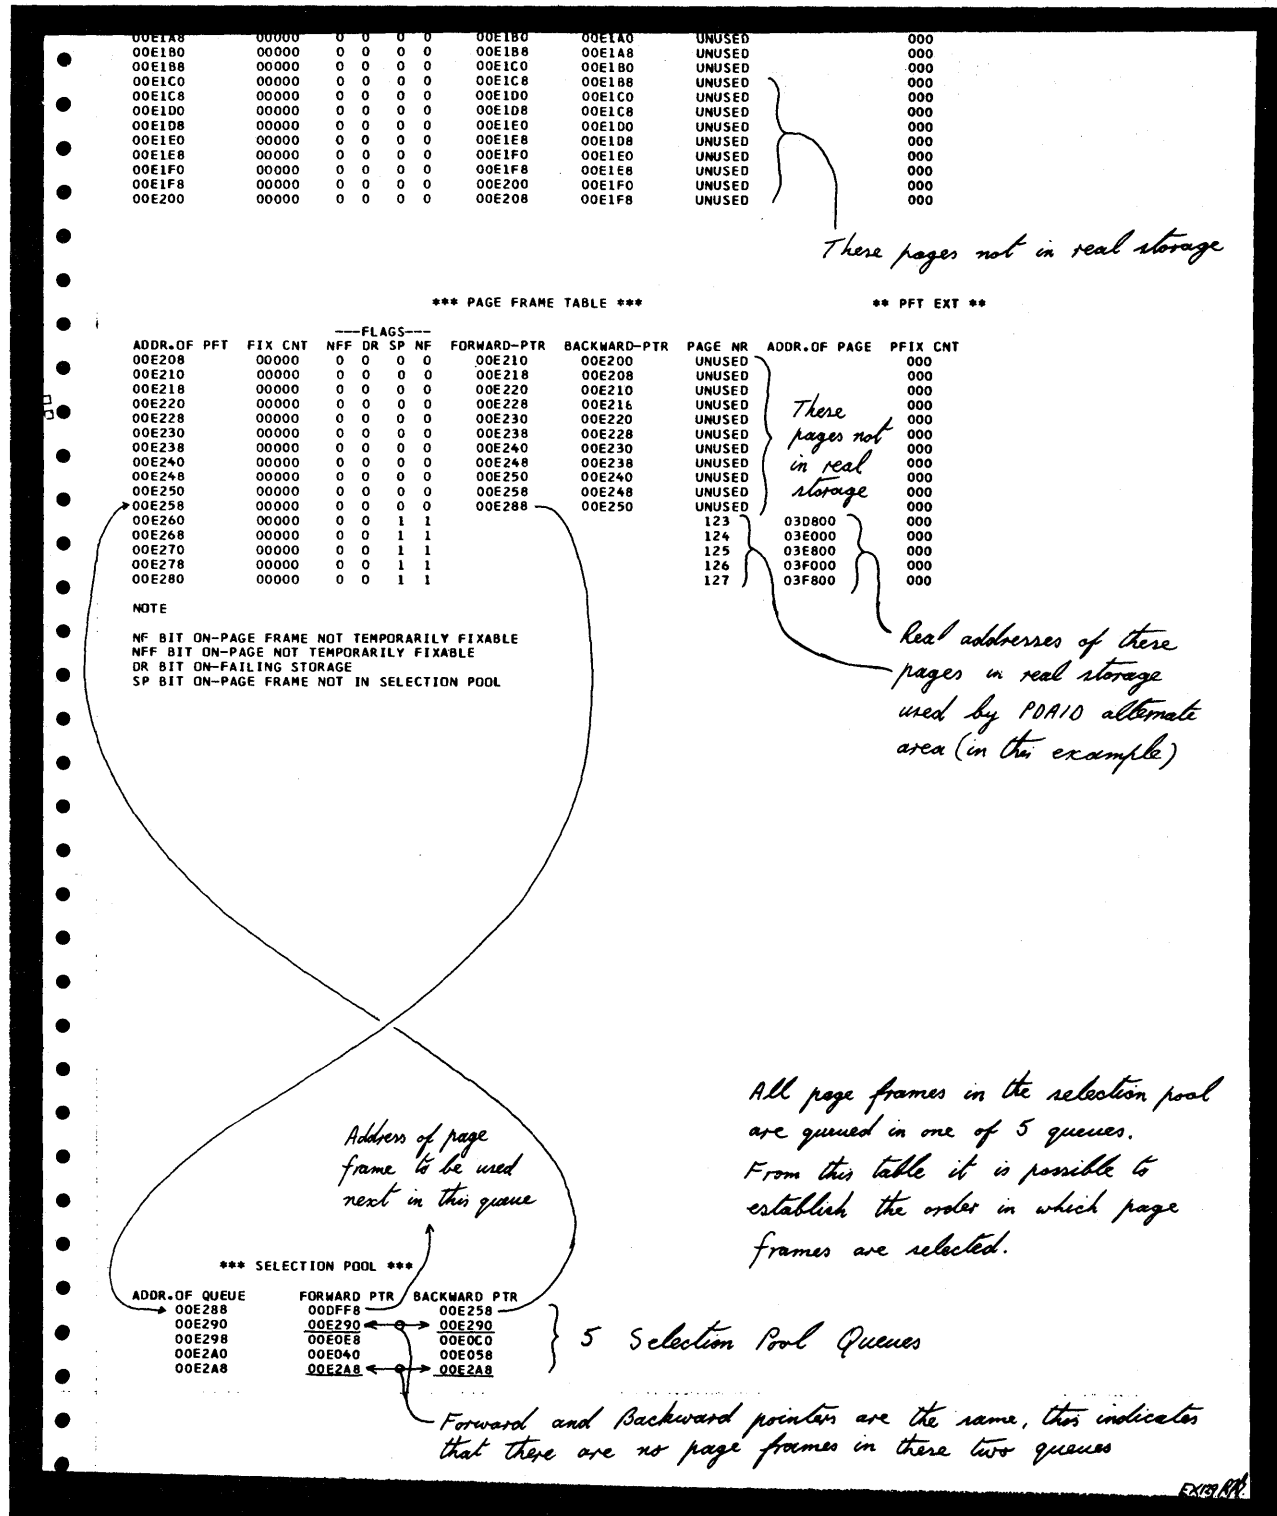 00E1A8 00000 0 0 0 0 00E1B0 00E1A0 UNUSED 000
00E1B0 00000 0 0 0 0 00E1B8 00E1A8 UNUSED 000
00E1B8 00000 0 0 0 0 00E1C0 00E1B0 UNUSED 000
00E1C0 00000 0 0 0 0 00E1C8 00E1B8 UNUSED 000
00E1C8 00000 0 0 0 0 00E1D0 00E1C0 UNUSED 000
00E1D0 00000 0 0 0 0 00E1D8 00E1C8 UNUSED 000
00E1D8 00000 0 0 0 0 00E1E0 00E1D0 UNUSED 000
00E1E0 00000 0 0 0 0 00E1E8 00E1D8 UNUSED 000
00E1E8 00000 0 0 0 0 00E1F0 00E1E0 UNUSED 000
00E1F0 00000 0 0 0 0 00E1F8 00E1E8 UNUSED 000
00E1F8 00000 0 0 0 0 00E200 00E1F0 UNUSED 000
00E200 00000 0 0 0 0 00E208 00E1F8 UNUSED 000
These pages not in real storage
*** PAGE FRAME TABLE *** ** PFT EXT **
---FLAGS---
ADDR.OF PFT FIX CNT NFF DR SP NF FORWARD-PTR BACKWARD-PTR PAGE NR ADDR.OF PAGE PFIX CNT
00E208 00000 0 0 0 0 00E210 00E200 UNUSED 000
00E210 00000 0 0 0 0 00E218 00E208 UNUSED 000
00E218 00000 0 0 0 0 00E220 00E210 UNUSED 000
00E220 00000 0 0 0 0 00E228 00E216 UNUSED 000
00E228 00000 0 0 0 0 00E230 00E220 UNUSED 000
00E230 00000 0 0 0 0 00E238 00E228 UNUSED 000
00E238 00000 0 0 0 0 00E240 00E230 UNUSED 000
00E240 00000 0 0 0 0 00E248 00E238 UNUSED 000
00E248 00000 0 0 0 0 00E250 00E240 UNUSED 000
00E250 00000 0 0 0 0 00E258 00E248 UNUSED 000
00E258 00000 0 0 0 0 00E288 00E250 UNUSED 000
These
pages not
in real
storage
00E260 00000 0 0 1 1 123 03D800 000
00E268 00000 0 0 1 1 124 03E000 000
00E270 00000 0 0 1 1 125 03E800 000
00E278 00000 0 0 1 1 126 03F000 000
00E280 00000 0 0 1 1 127 03F800 000
NOTE
NF BIT ON-PAGE FRAME NOT TEMPORARILY FIXABLE
NFF BIT ON-PAGE NOT TEMPORARILY FIXABLE
DR BIT ON-FAILING STORAGE
SP BIT ON-PAGE FRAME NOT IN SELECTION POOL
Real addresses of these
pages in real storage
used by PDAID alternate
area (in this example)
All page frames in the selection pool
are queued in one of 5 queues.
From this table it is possible to
establish the order in which page
frames are selected.
Address of page
frame to be used
next in this queue
*** SELECTION POOL ***
ADDR.OF QUEUE FORWARD PTR BACKWARD PTR
00E288 00DFF8 00E258
00E290 00E290 00E290
00E298 00E0E8 00E0C0
00E2A0 00E040 00E058
00E2A8 00E2A8 00E2A8
5 Selection Pool Queues
Forward and Backward pointers are the same, this indicates
that there are no page frames in these two queues